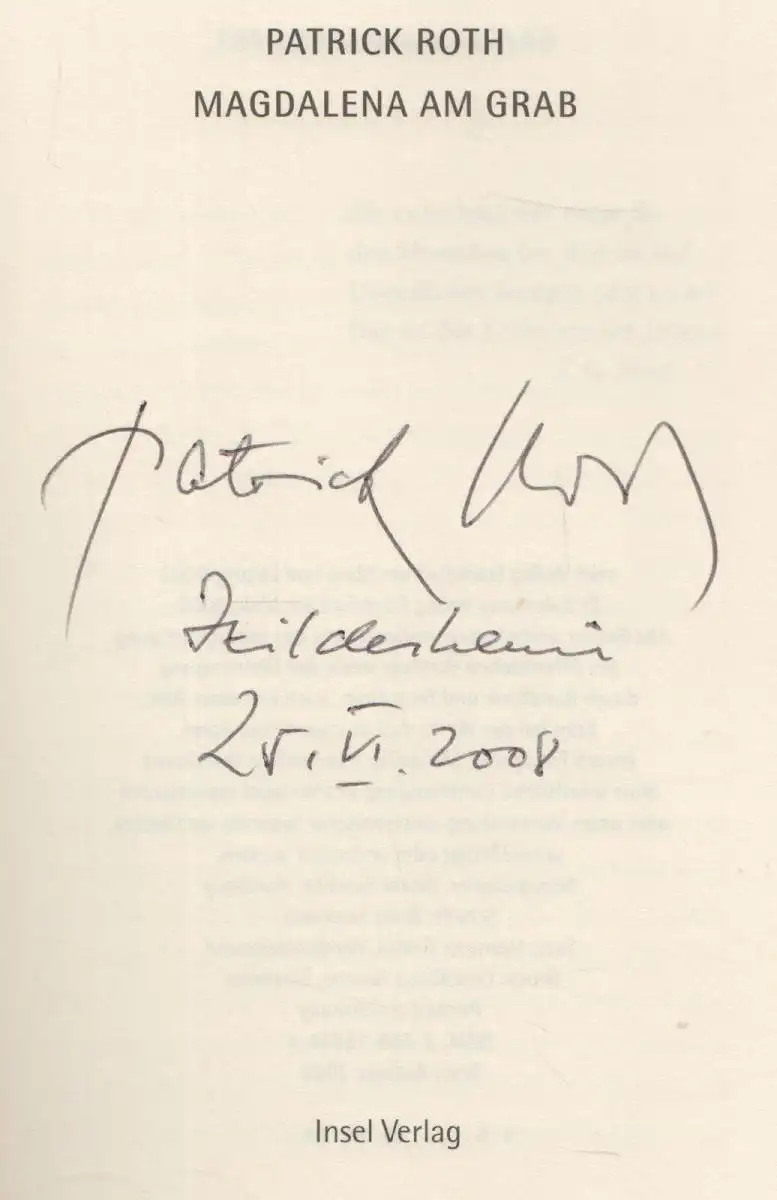 PATRICK ROTH
MAGDALENA AM GRAB
Patrick Roth
Hildesheim
25. VI. 2008
Insel Verlag